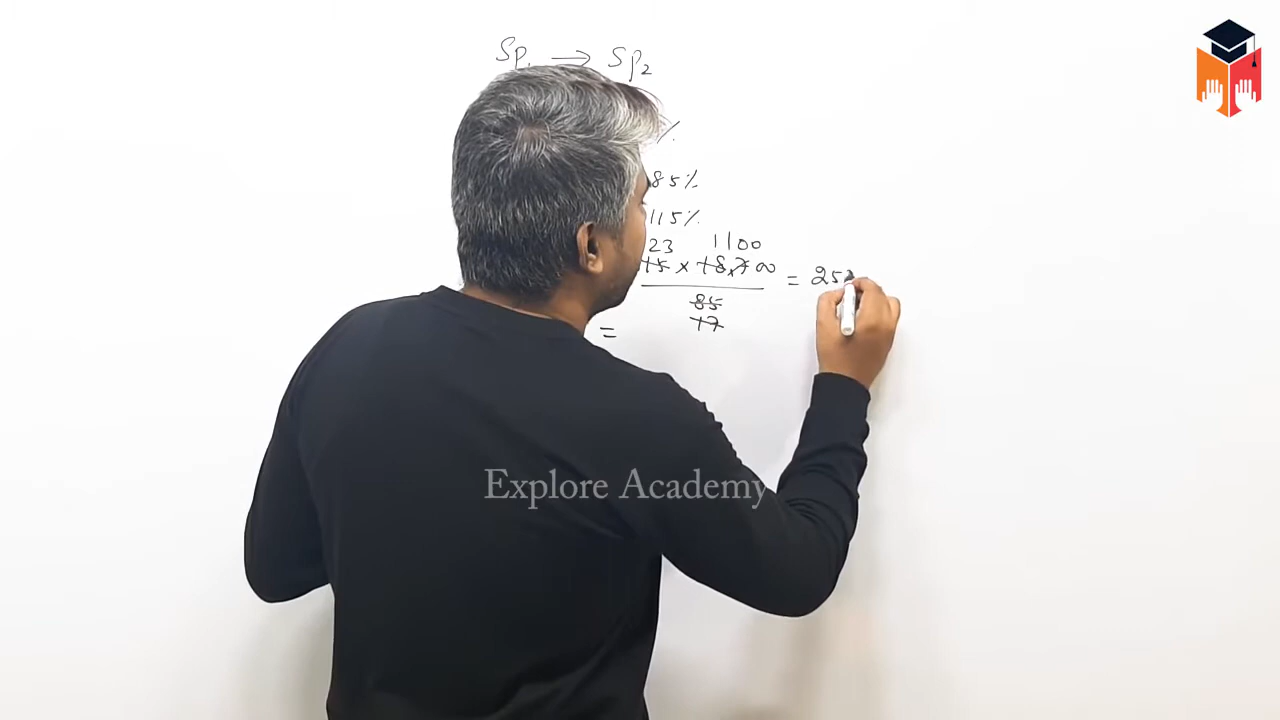 Sp₁ → Sp₂
%
85%
115%
23 1100
15 × 18,700 = 25
85
17
=
Explore Academy